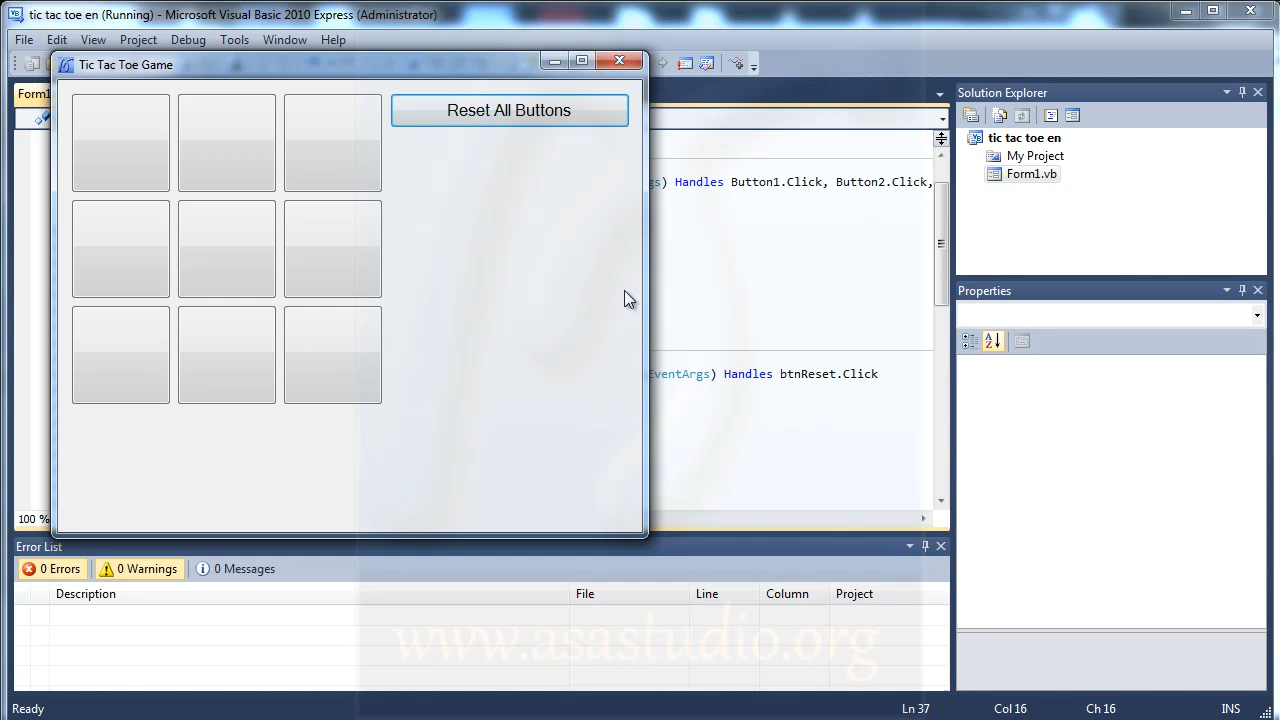 tic tac toe en (Running) - Microsoft Visual Basic 2010 Express (Administrator)
File Edit View Project Debug Tools Window Help
Tic Tac Toe Game
Form1
Reset All Buttons
gs) Handles Button1.Click, Button2.Click,
EventArgs) Handles btnReset.Click
Solution Explorer
tic tac toe en
My Project
Form1.vb
Properties
100 %
Error List
0 Errors 0 Warnings 0 Messages
Description File Line Column Project
www.asastudio.org
Ready Ln 37 Col 16 Ch 16 INS